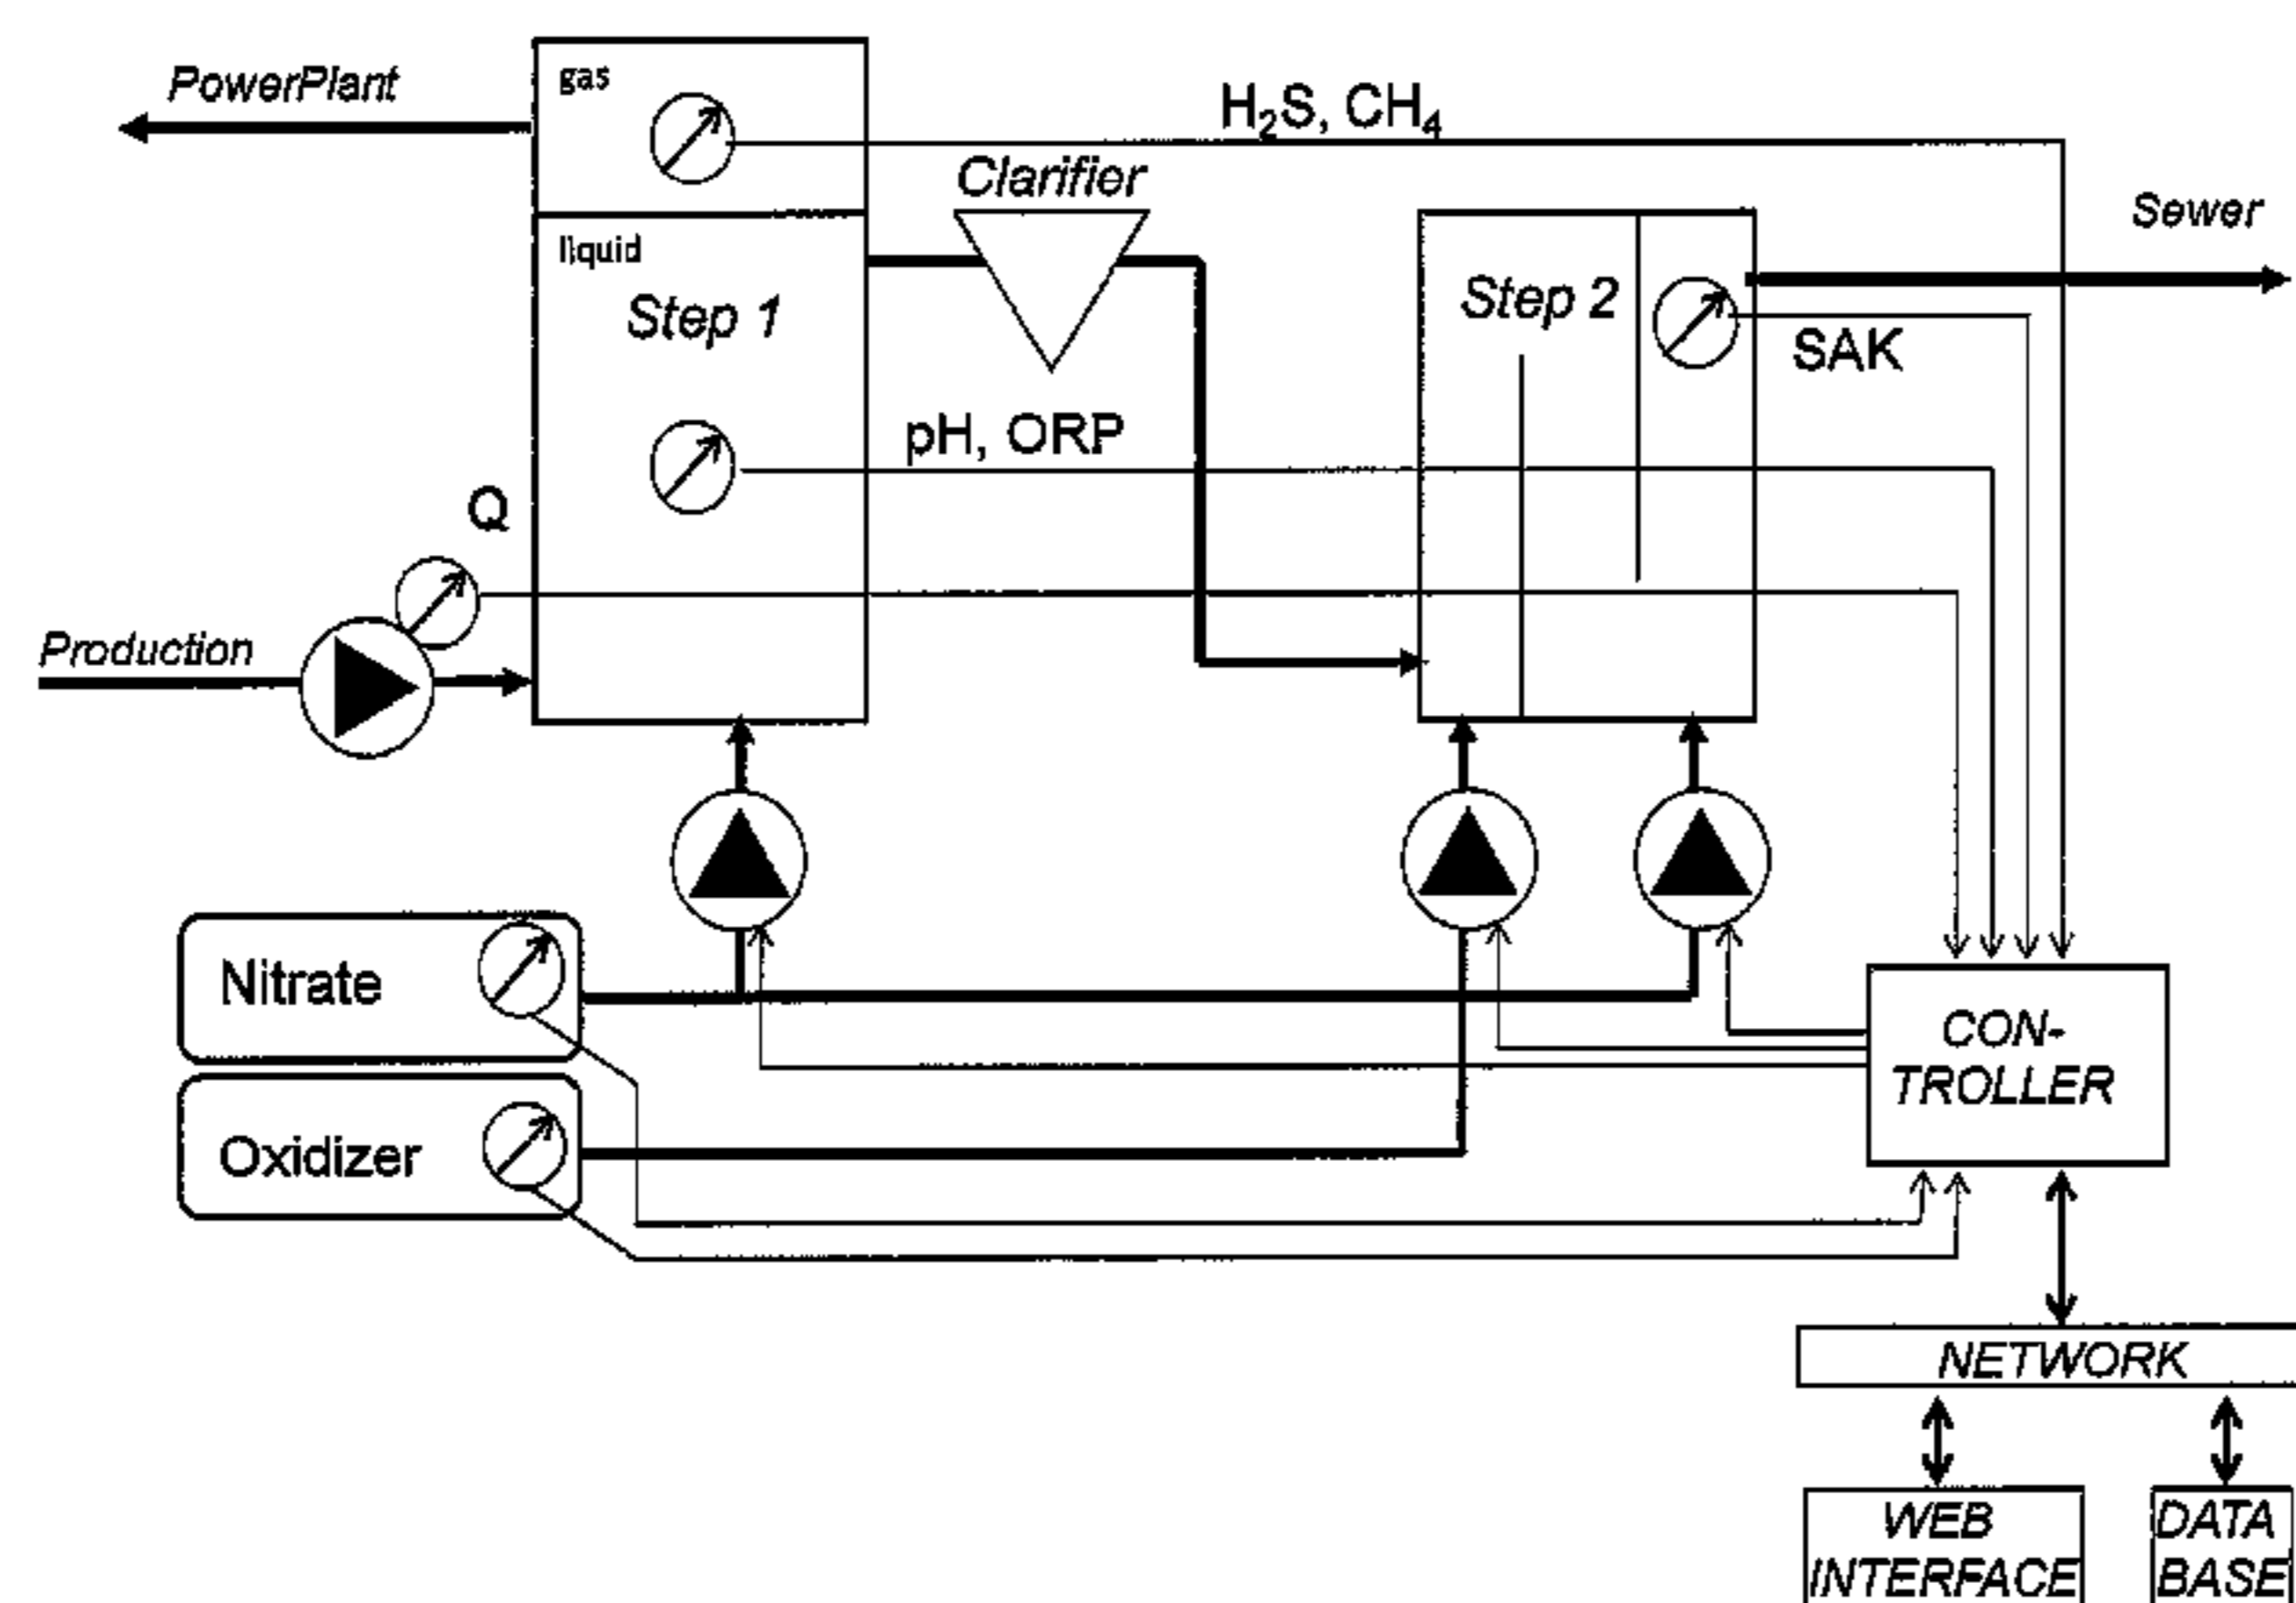 PowerPlant
gas
H₂S, CH₄
Clarifier
Sewer
liquid
Step 1
Step 2
SAK
pH, ORP
Q
Production
Nitrate
CON-
TROLLER
Oxidizer
NETWORK
WEB
INTERFACE
DATA
BASE